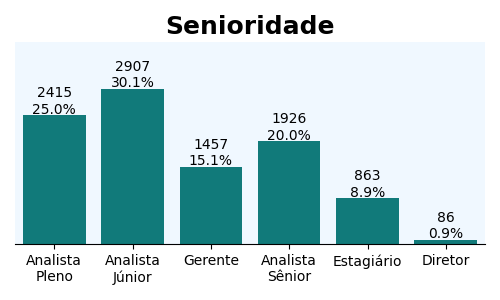 Senioridade
2415
25.0%
2907
30.1%
1457
15.1%
1926
20.0%
863
8.9%
86
0.9%
Analista
Pleno
Analista
Júnior
Gerente
Analista
Sênior
Estagiário
Diretor